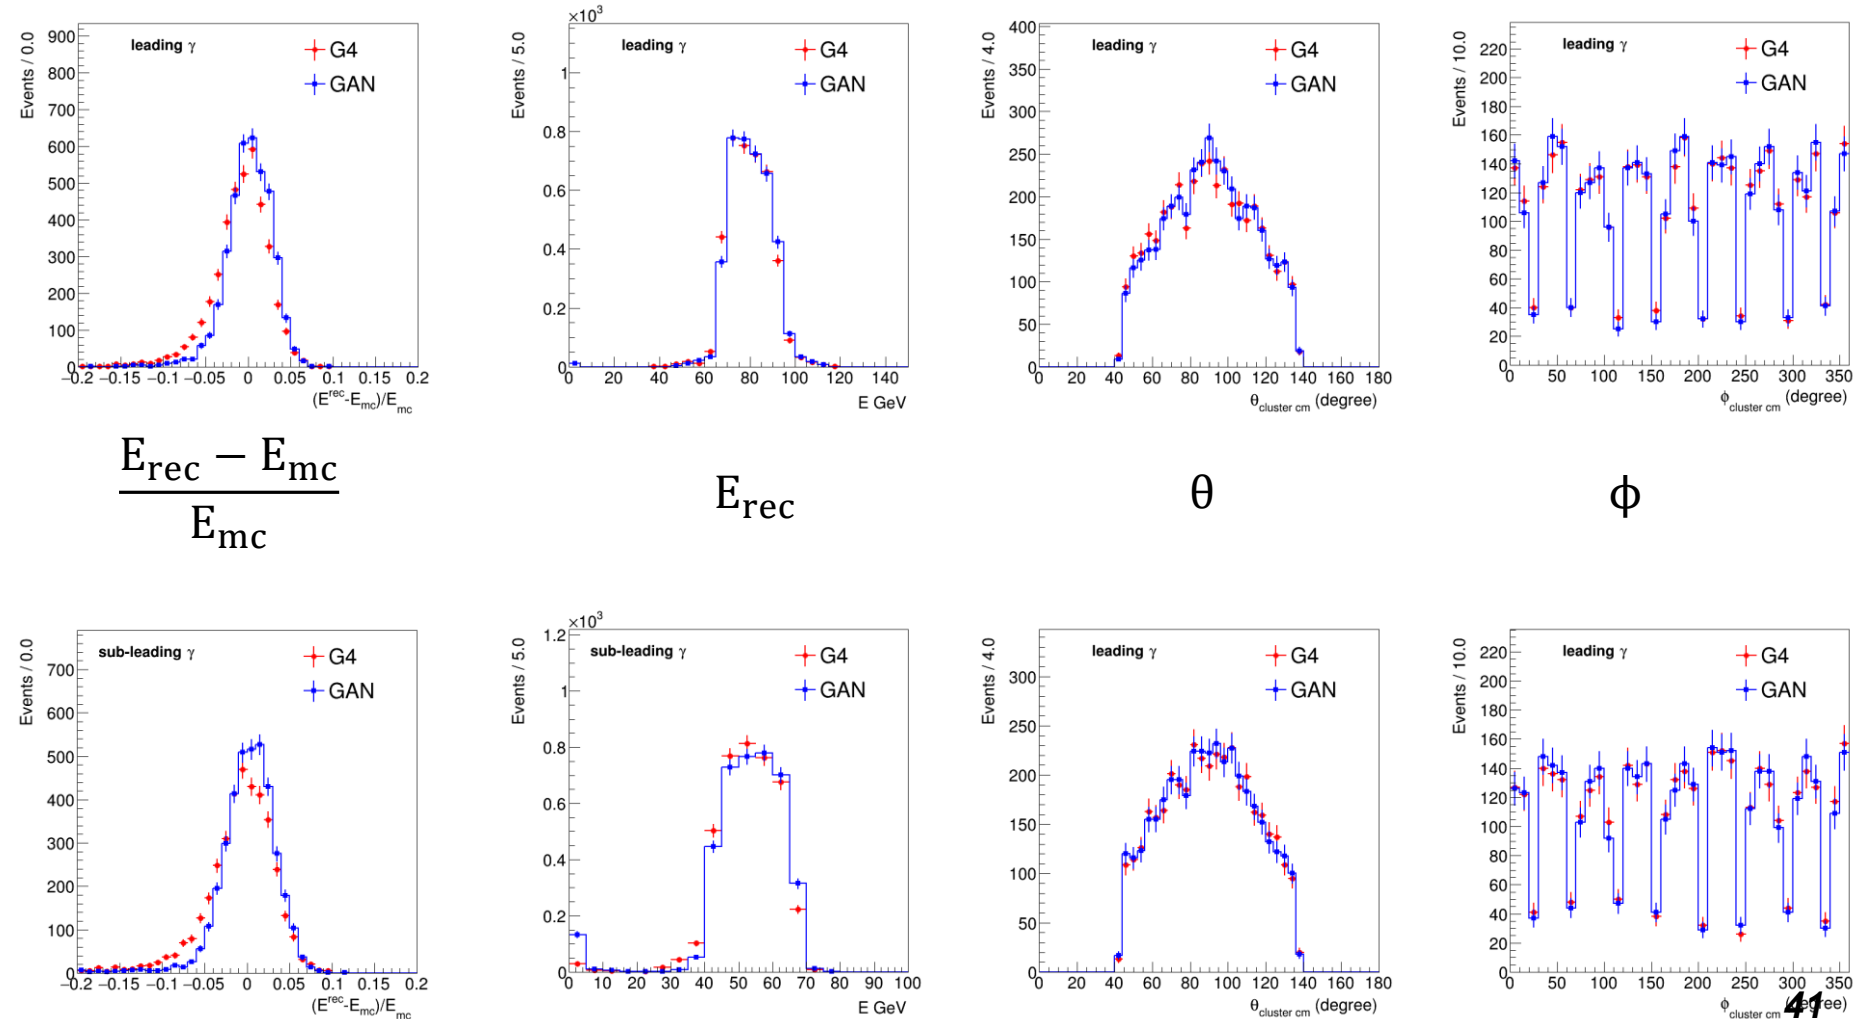 Events / 0.0
900
800
700
600
500
400
300
200
100
0
leading γ
G4
GAN
−0.2 −0.15 −0.1 −0.05 0 0.05 0.1 0.15 0.2
(E^rec-E_mc)/E_mc
×10³
Events / 5.0
1
0.8
0.6
0.4
0.2
0
leading γ
G4
GAN
0 20 40 60 80 100 120 140
E GeV
Events / 4.0
400
350
300
250
200
150
100
50
0
leading γ
G4
GAN
0 20 40 60 80 100 120 140 160 180
θ_cluster cm (degree)
Events / 10.0
220
200
180
160
140
120
100
80
60
40
20
0
leading γ
G4
GAN
0 50 100 150 200 250 300 350
ϕ_cluster cm (degree)
E_rec − E_mc
E_mc
E_rec
θ
ϕ
Events / 0.0
700
600
500
400
300
200
100
0
sub-leading γ
G4
GAN
−0.2 −0.15 −0.1 −0.05 0 0.05 0.1 0.15 0.2
(E^rec-E_mc)/E_mc
×10³
Events / 5.0
1.2
1
0.8
0.6
0.4
0.2
0
sub-leading γ
G4
GAN
0 10 20 30 40 50 60 70 80 90 100
E GeV
Events / 4.0
300
250
200
150
100
50
0
leading γ
G4
GAN
0 20 40 60 80 100 120 140 160 180
θ_cluster cm (degree)
Events / 10.0
220
200
180
160
140
120
100
80
60
40
20
0
leading γ
G4
GAN
0 50 100 150 200 250 300 350
ϕ_cluster cm (degree)
41